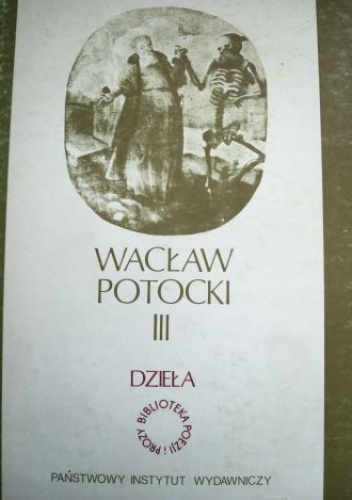 WACŁAW
POTOCKI
III
DZIEŁA
BIBLIOTEKA POEZJI i PROZY
PAŃSTWOWY INSTYTUT WYDAWNICZY